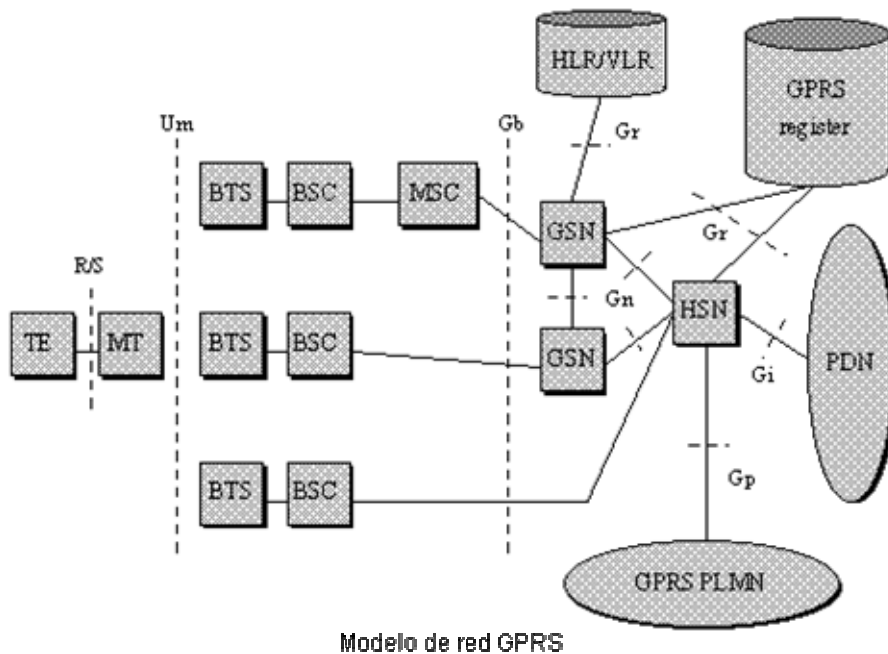 HLR/VLR
GPRS
register
Um
Gb
Gr
BTS
BSC
MSC
GSN
Gr
R/S
Gn
HSN
TE
MT
BTS
BSC
GSN
Gi
PDN
BTS
BSC
Gp
GPRS PLMN
Modelo de red GPRS